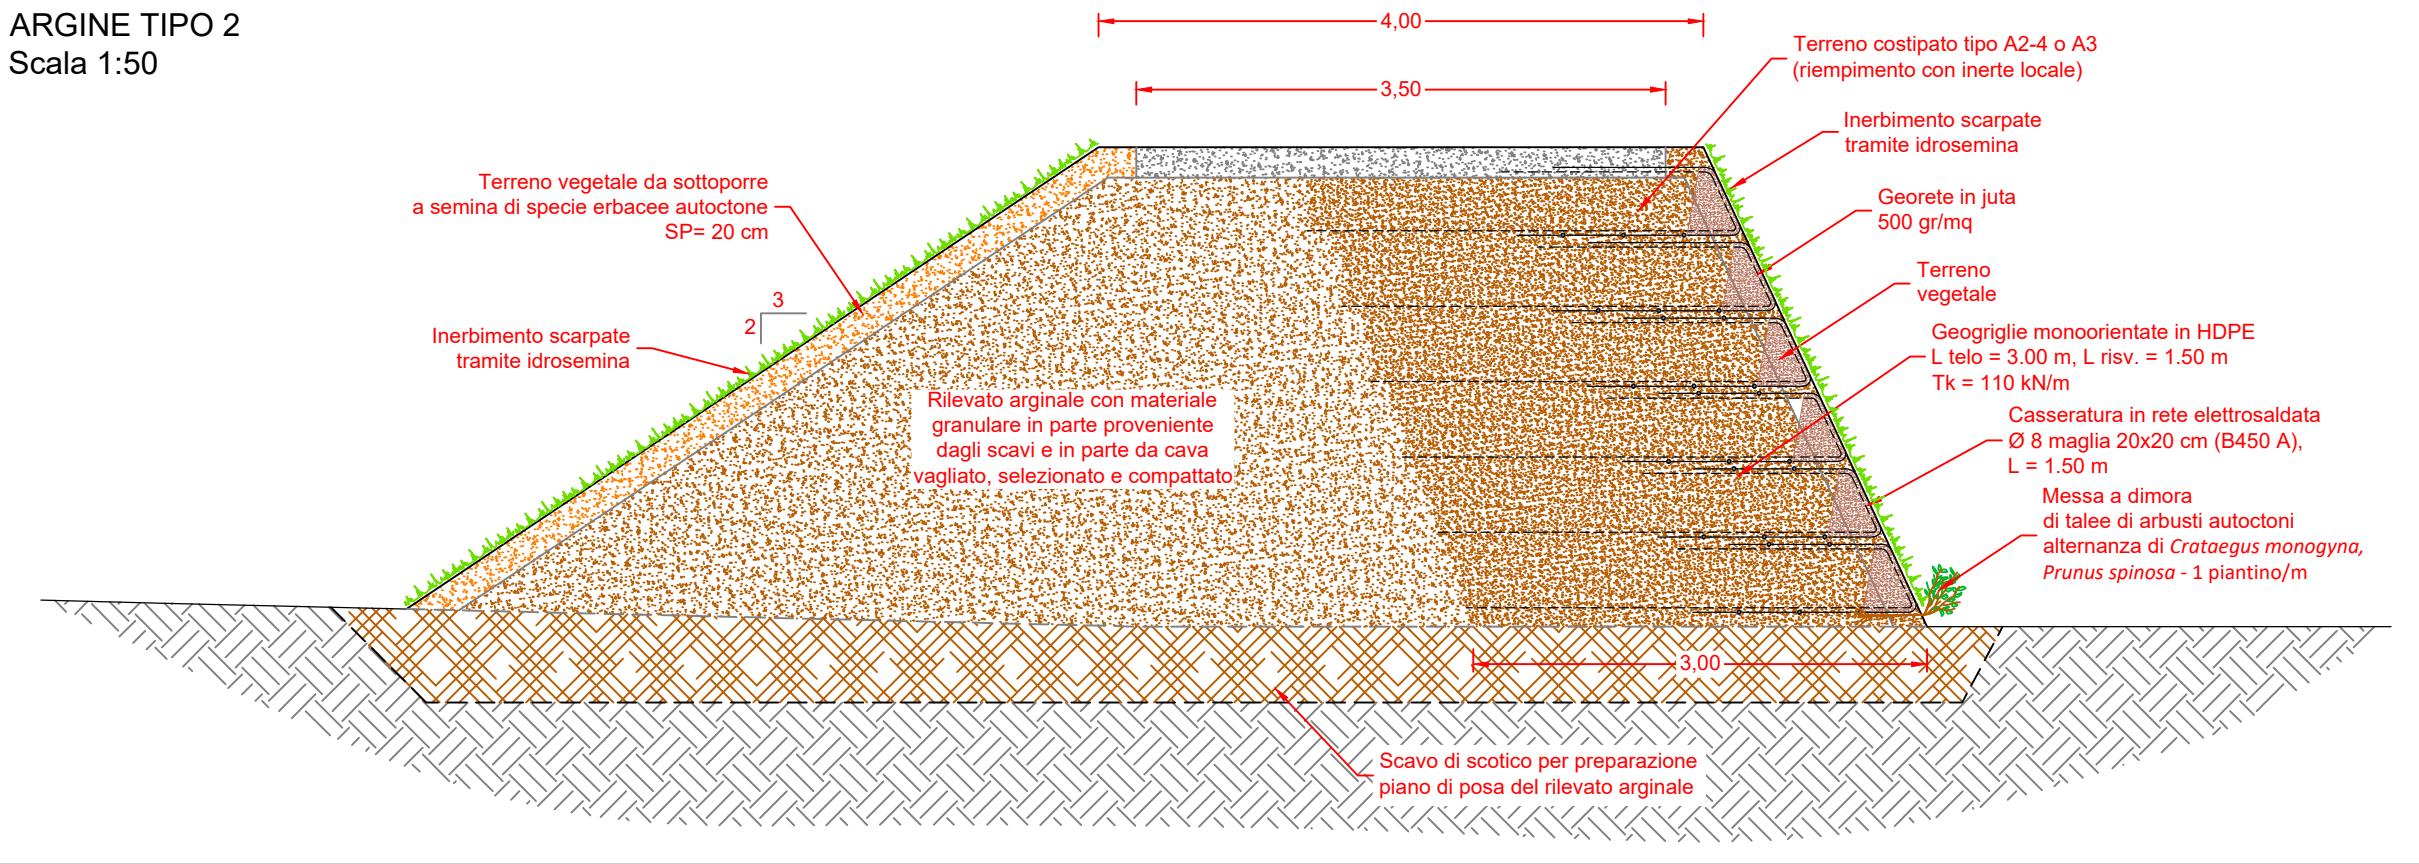 ARGINE TIPO 2
Scala 1:50
4,00
3,50
Terreno costipato tipo A2-4 o A3
(riempimento con inerte locale)
Inerbimento scarpate
tramite idrosemina
Georete in juta
500 gr/mq
Terreno
vegetale
Geogriglie monoorientate in HDPE
L telo = 3.00 m, L risv. = 1.50 m
Tk = 110 kN/m
Casseratura in rete elettrosaldata
Ø 8 maglia 20x20 cm (B450 A),
L = 1.50 m
Messa a dimora
di talee di arbusti autoctoni
alternanza di Crataegus monogyna,
Prunus spinosa - 1 piantino/m
Terreno vegetale da sottoporre
a semina di specie erbacee autoctone
SP= 20 cm
3
2
Inerbimento scarpate
tramite idrosemina
Rilevato arginale con materiale
granulare in parte proveniente
dagli scavi e in parte da cava
vagliato, selezionato e compattato
3,00
Scavo di scotico per preparazione
piano di posa del rilevato arginale